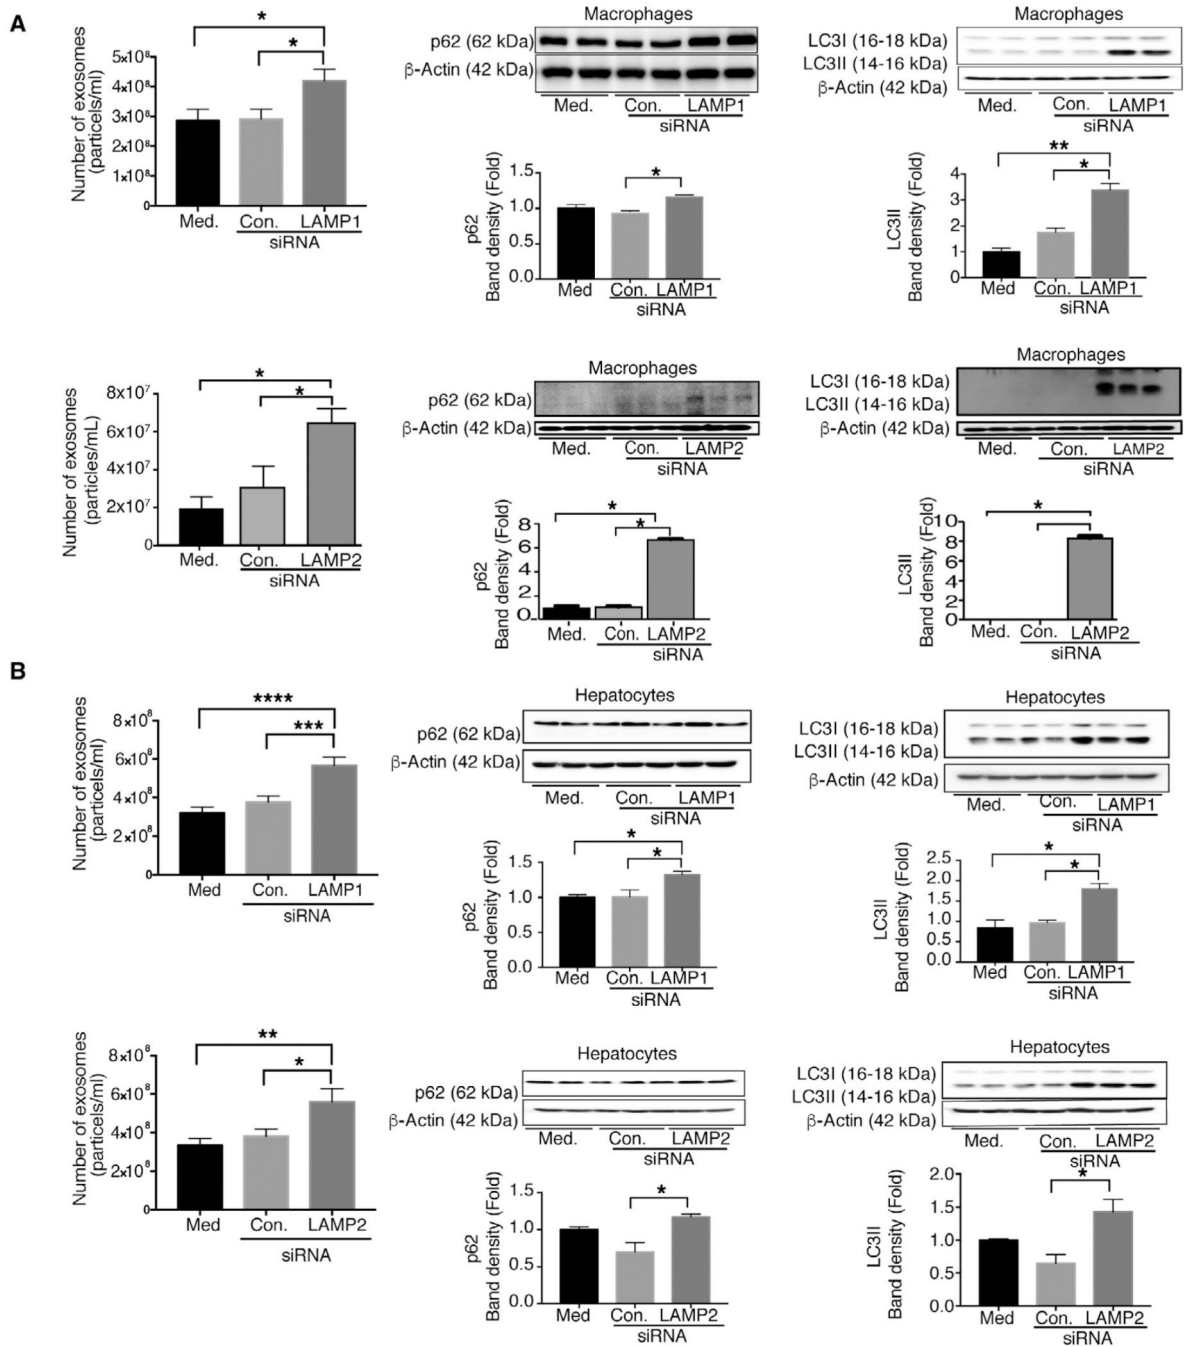 A
Number of exosomes
(particels/ml)
5x10⁸
4x10⁸
3x10⁸
2x10⁸
1x10⁸
0
*
*
Med.
Con.
LAMP1
siRNA
Macrophages
p62 (62 kDa)
β-Actin (42 kDa)
Med.
Con.
LAMP1
siRNA
p62
Band density (Fold)
1.5
1.0
0.5
0.0
*
Med
Con.
LAMP1
siRNA
Macrophages
LC3I (16-18 kDa)
LC3II (14-16 kDa)
β-Actin (42 kDa)
Med.
Con.
LAMP1
siRNA
LC3II
Band density (Fold)
4
3
2
1
0
**
*
Med
Con.
LAMP1
siRNA
Number of exosomes
(particles/mL)
8x10⁷
6x10⁷
4x10⁷
2x10⁷
0
*
*
Med.
Con.
LAMP2
siRNA
Macrophages
p62 (62 kDa)
β-Actin (42 kDa)
Med.
Con.
LAMP2
siRNA
p62
Band density (Fold)
8
6
4
2
0
*
*
Med.
Con.
LAMP2
siRNA
Macrophages
LC3I (16-18 kDa)
LC3II (14-16 kDa)
β-Actin (42 kDa)
Med.
Con.
LAMP2
siRNA
LC3II
Band density (Fold)
10
8
6
4
2
0
*
Med.
Con.
LAMP2
siRNA
B
Number of exosomes
(particels/ml)
8x10⁸
6x10⁸
4x10⁸
2x10⁸
0
****
***
Med
Con.
LAMP1
siRNA
Hepatocytes
p62 (62 kDa)
β-Actin (42 kDa)
Med.
Con.
LAMP1
siRNA
p62
Band density (Fold)
1.5
1.0
0.5
0.0
*
*
Med
Con.
LAMP1
siRNA
Hepatocytes
LC3I (16-18 kDa)
LC3II (14-16 kDa)
β-Actin (42 kDa)
Med.
Con.
LAMP1
siRNA
LC3II
Band density (Fold)
2.5
2.0
1.5
1.0
0.5
0.0
*
*
Med
Con.
LAMP1
siRNA
Number of exosomes
(particels/ml)
8x10⁸
6x10⁸
4x10⁸
2x10⁸
0
**
*
Med
Con.
LAMP2
siRNA
Hepatocytes
p62 (62 kDa)
β-Actin (42 kDa)
Med.
Con.
LAMP2
siRNA
p62
Band density (Fold)
1.5
1.0
0.5
0.0
*
Med
Con.
LAMP2
siRNA
Hepatocytes
LC3I (16-18 kDa)
LC3II (14-16 kDa)
β-Actin (42 kDa)
Med.
Con.
LAMP2
siRNA
LC3II
Band density (Fold)
2.0
1.5
1.0
0.5
0.0
*
Med
Con.
LAMP2
siRNA